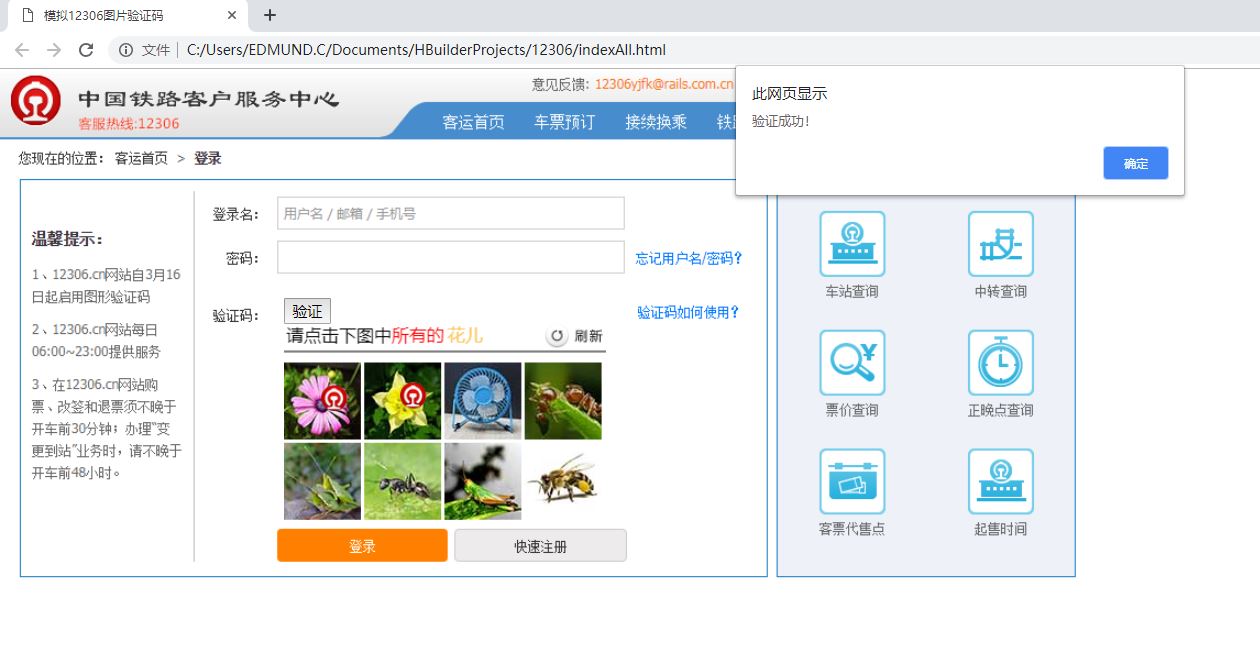 模拟12306图片验证码
文件
C:/Users/EDMUND.C/Documents/HBuilderProjects/12306/indexAll.html
中国铁路客户服务中心
客服热线:12306
意见反馈: 12306yjfk@rails.com.cn
客运首页 车票预订 接续换乘
此网页显示
验证成功!
确定
您现在的位置: 客运首页 > 登录
温馨提示:
1、12306.cn网站自3月16
日起启用图形验证码
2、12306.cn网站每日
06:00~23:00提供服务
3、在12306.cn网站购
票、改签和退票须不晚于
开车前30分钟; 办理"变
更到站"业务时, 请不晚于
开车前48小时。
登录名: 用户名 / 邮箱 / 手机号
密码: 忘记用户名/密码?
验证码: 验证 验证码如何使用?
请点击下图中所有的 花儿 刷新
登录 快速注册
车站查询 中转查询
票价查询 正晚点查询
客票代售点 起售时间